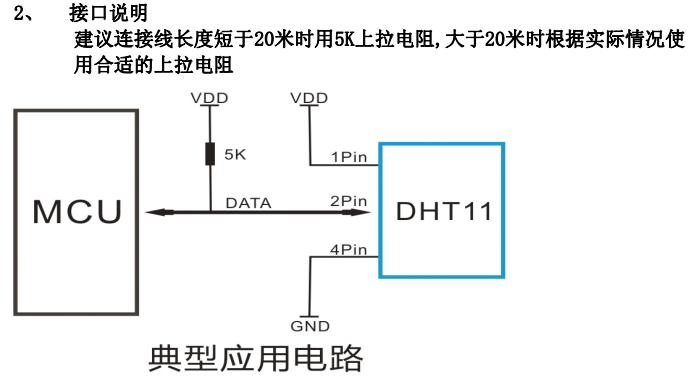 2、 接口说明
建议连接线长度短于20米时用5K上拉电阻,大于20米时根据实际情况使
用合适的上拉电阻
VDD VDD
5K
1Pin
MCU
DATA
2Pin
DHT11
4Pin
GND
典型应用电路